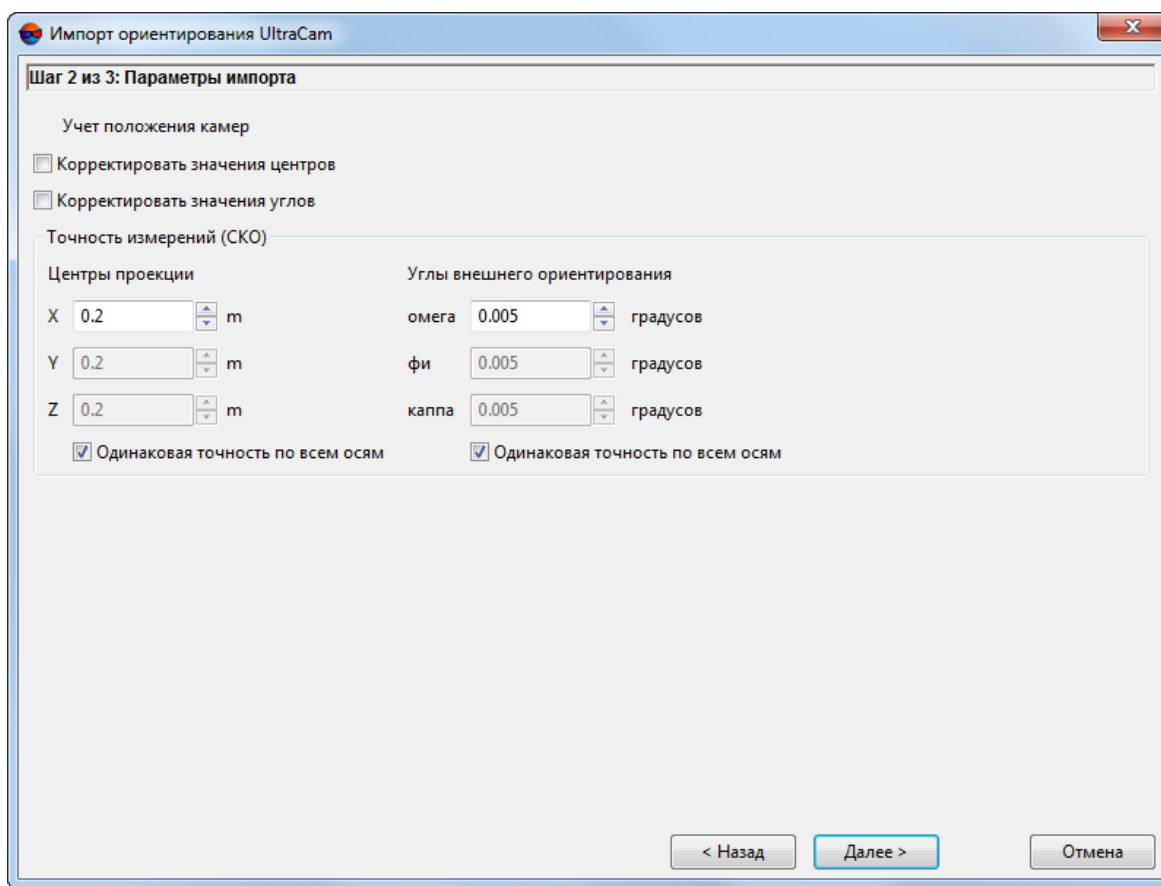 Импорт ориентирования UltraCam
Шаг 2 из 3: Параметры импорта
Учет положения камер
Корректировать значения центров
Корректировать значения углов
Точность измерений (СКО)
Центры проекции Углы внешнего ориентирования
X 0.2 m омега 0.005 градусов
Y 0.2 m фи 0.005 градусов
Z 0.2 m каппа 0.005 градусов
Одинаковая точность по всем осям Одинаковая точность по всем осям
< Назад Далее > Отмена